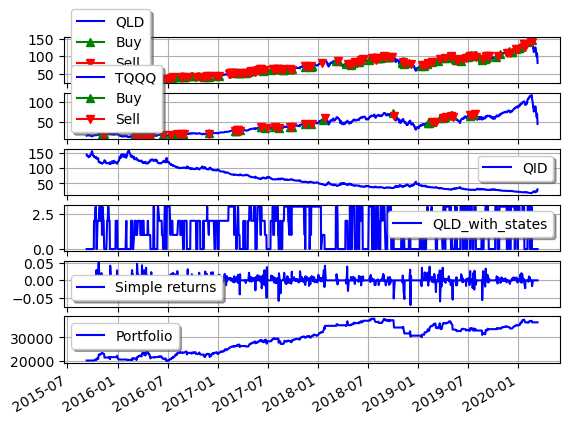 QLD
Buy
Sell
150
100
50
TQQQ
Buy
Sell
100
50
150
100
50
QID
2.5
0.0
QLD_with_states
0.05
0.00
−0.05
Simple returns
30000
20000
Portfolio
2015-07
2016-01
2016-07
2017-01
2017-07
2018-01
2018-07
2019-01
2019-07
2020-01